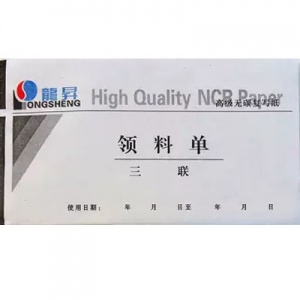 龍昇
LONGSHENG
High Quality NCR Paper
高级无碳复写纸
领料单
三联
使用日期： 年 月 日至 年 月 日